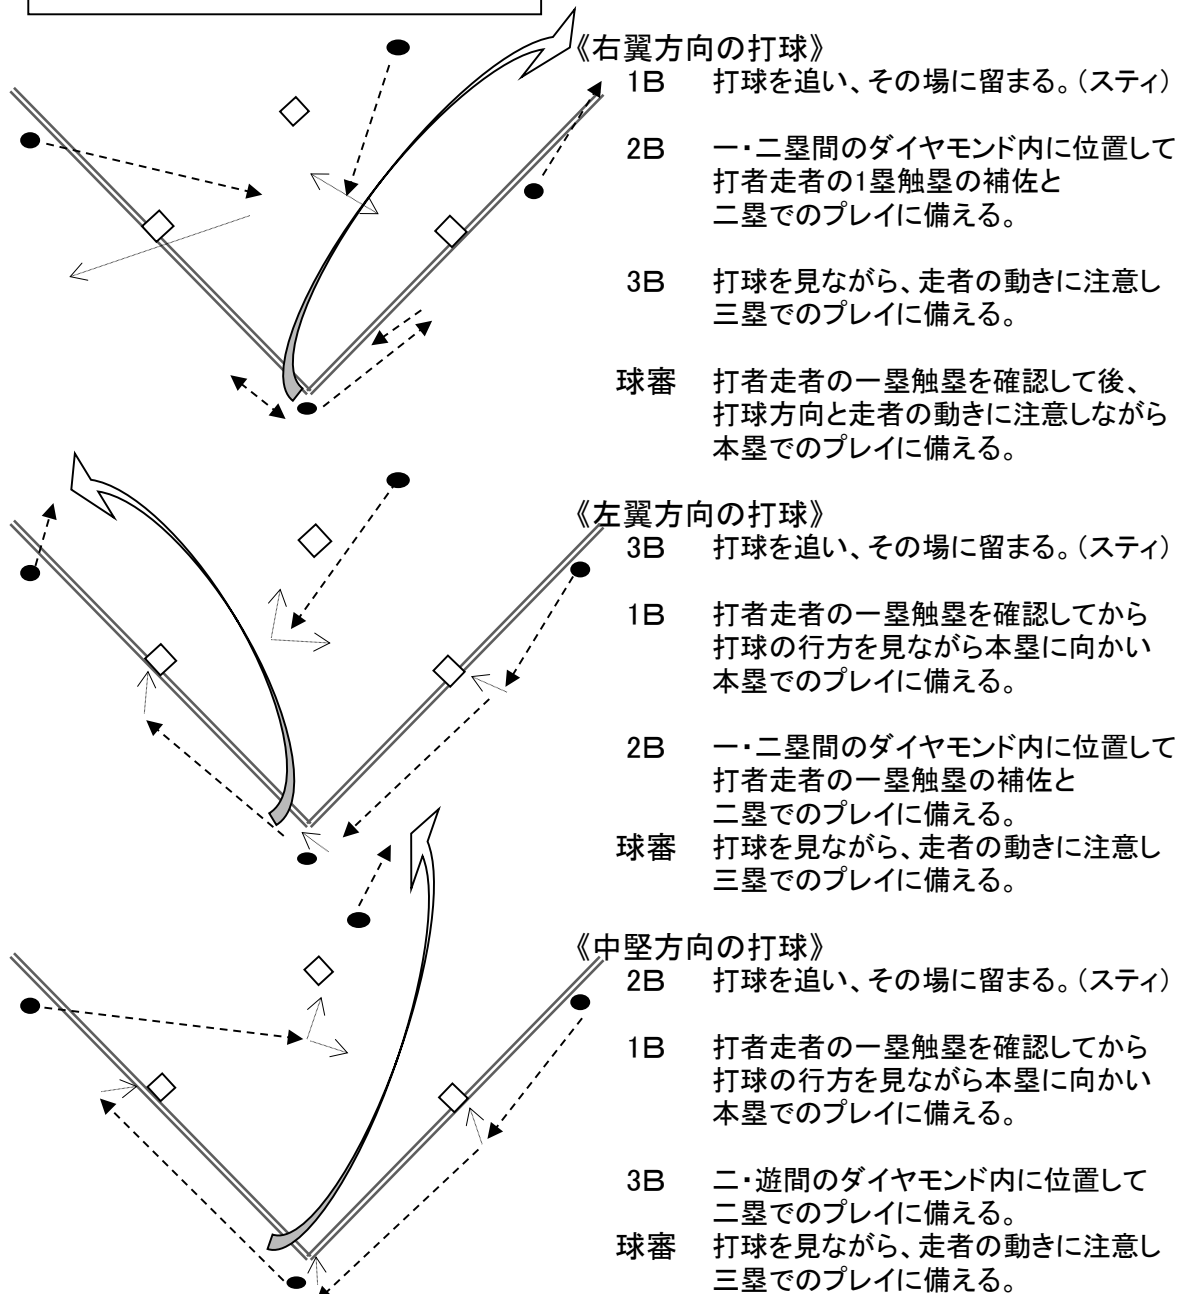 《右翼方向の打球》
1B 打球を追い、その場に留まる。(スティ)
2B 一・二塁間のダイヤモンド内に位置して
打者走者の1塁触塁の補佐と
二塁でのプレイに備える。
3B 打球を見ながら、走者の動きに注意し
三塁でのプレイに備える。
球審 打者走者の一塁触塁を確認して後、
打球方向と走者の動きに注意しながら
本塁でのプレイに備える。
《左翼方向の打球》
3B 打球を追い、その場に留まる。(スティ)
1B 打者走者の一塁触塁を確認してから
打球の行方を見ながら本塁に向かい
本塁でのプレイに備える。
2B 一・二塁間のダイヤモンド内に位置して
打者走者の一塁触塁の補佐と
二塁でのプレイに備える。
球審 打球を見ながら、走者の動きに注意し
三塁でのプレイに備える。
《中堅方向の打球》
2B 打球を追い、その場に留まる。(スティ)
1B 打者走者の一塁触塁を確認してから
打球の行方を見ながら本塁に向かい
本塁でのプレイに備える。
3B 二・遊間のダイヤモンド内に位置して
二塁でのプレイに備える。
球審 打球を見ながら、走者の動きに注意し
三塁でのプレイに備える。